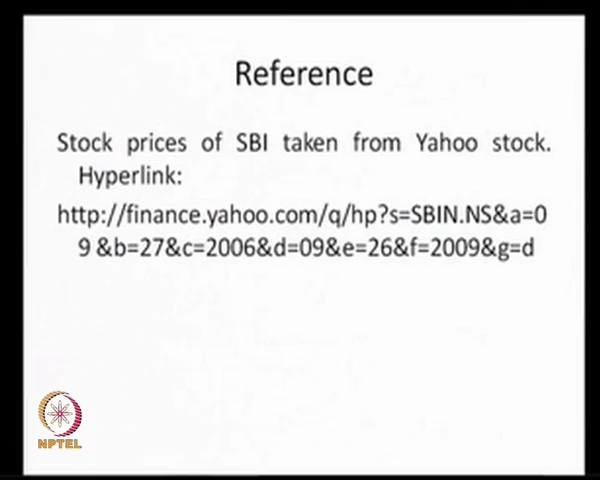 Reference
Stock prices of SBI taken from Yahoo stock.
Hyperlink:
http://finance.yahoo.com/q/hp?s=SBIN.NS&a=0
9 &b=27&c=2006&d=09&e=26&f=2009&g=d
NPTEL